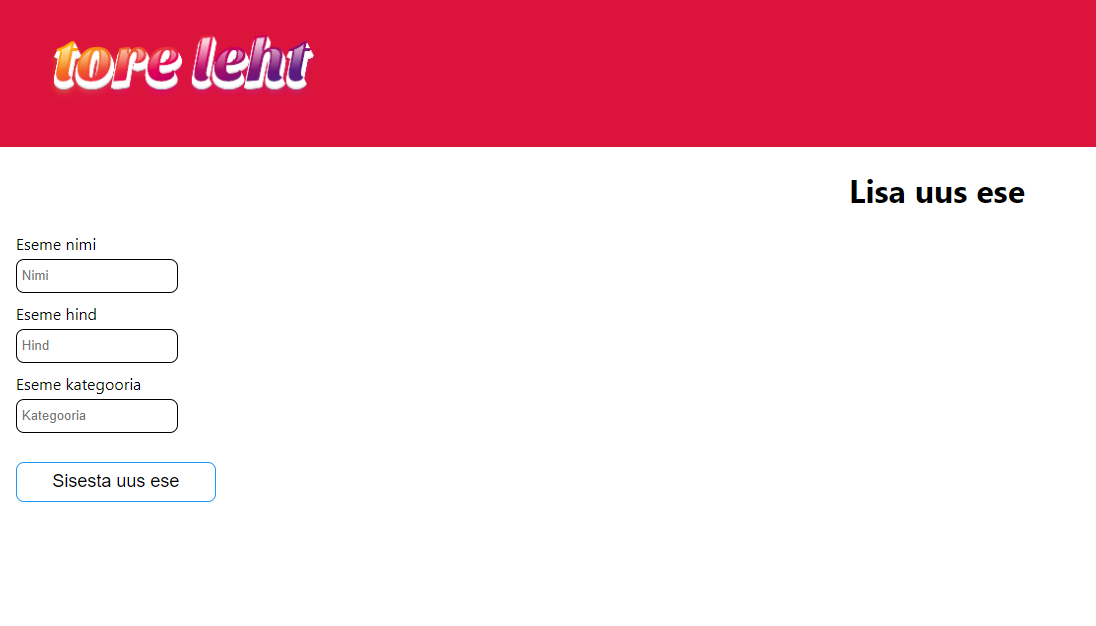 tore leht
Lisa uus ese
Eseme nimi
Nimi
Eseme hind
Hind
Eseme kategooria
Kategooria
Sisesta uus ese